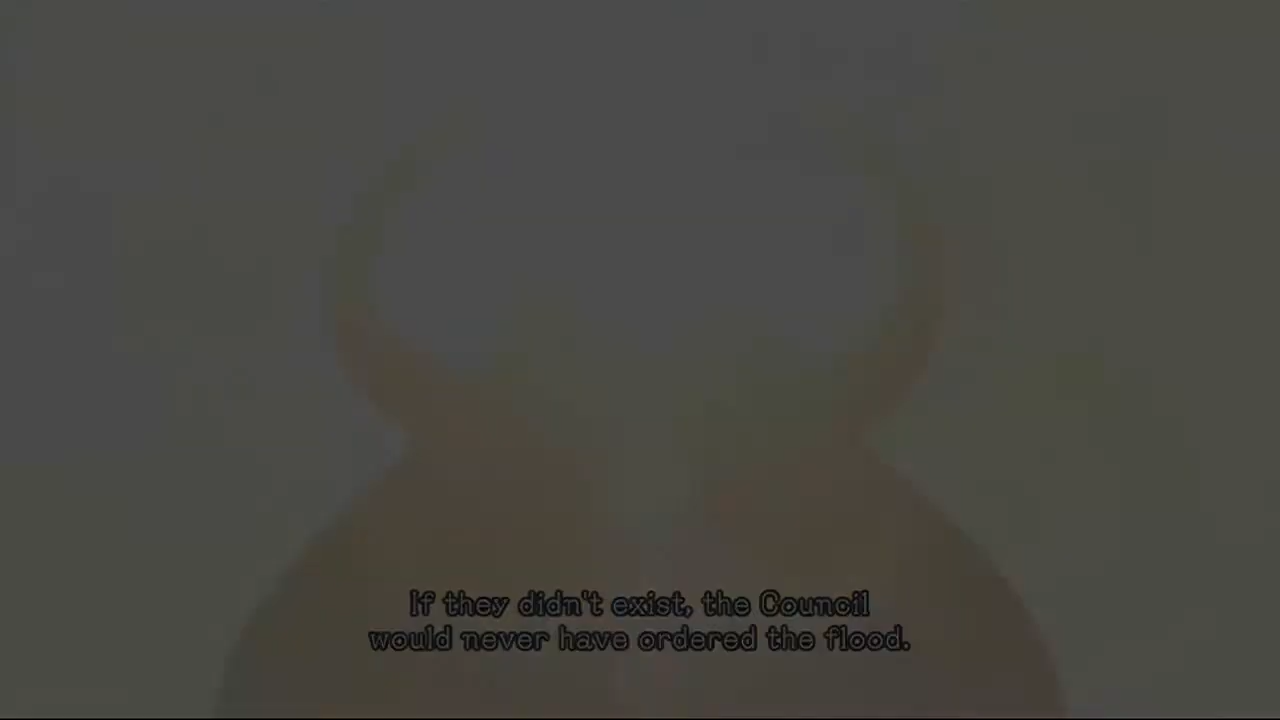 If they didn't exist, the Council
would never have ordered the flood.